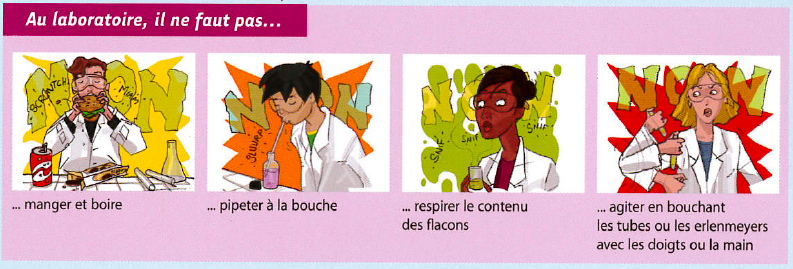 Au laboratoire, il ne faut pas...
NON
SCRATCH
MIAM
... manger et boire
NON
SLUURP
... pipeter à la bouche
NON
SNIF
SNIF
SNIF
... respirer le contenu
des flacons
NON
... agiter en bouchant
les tubes ou les erlenmeyers
avec les doigts ou la main